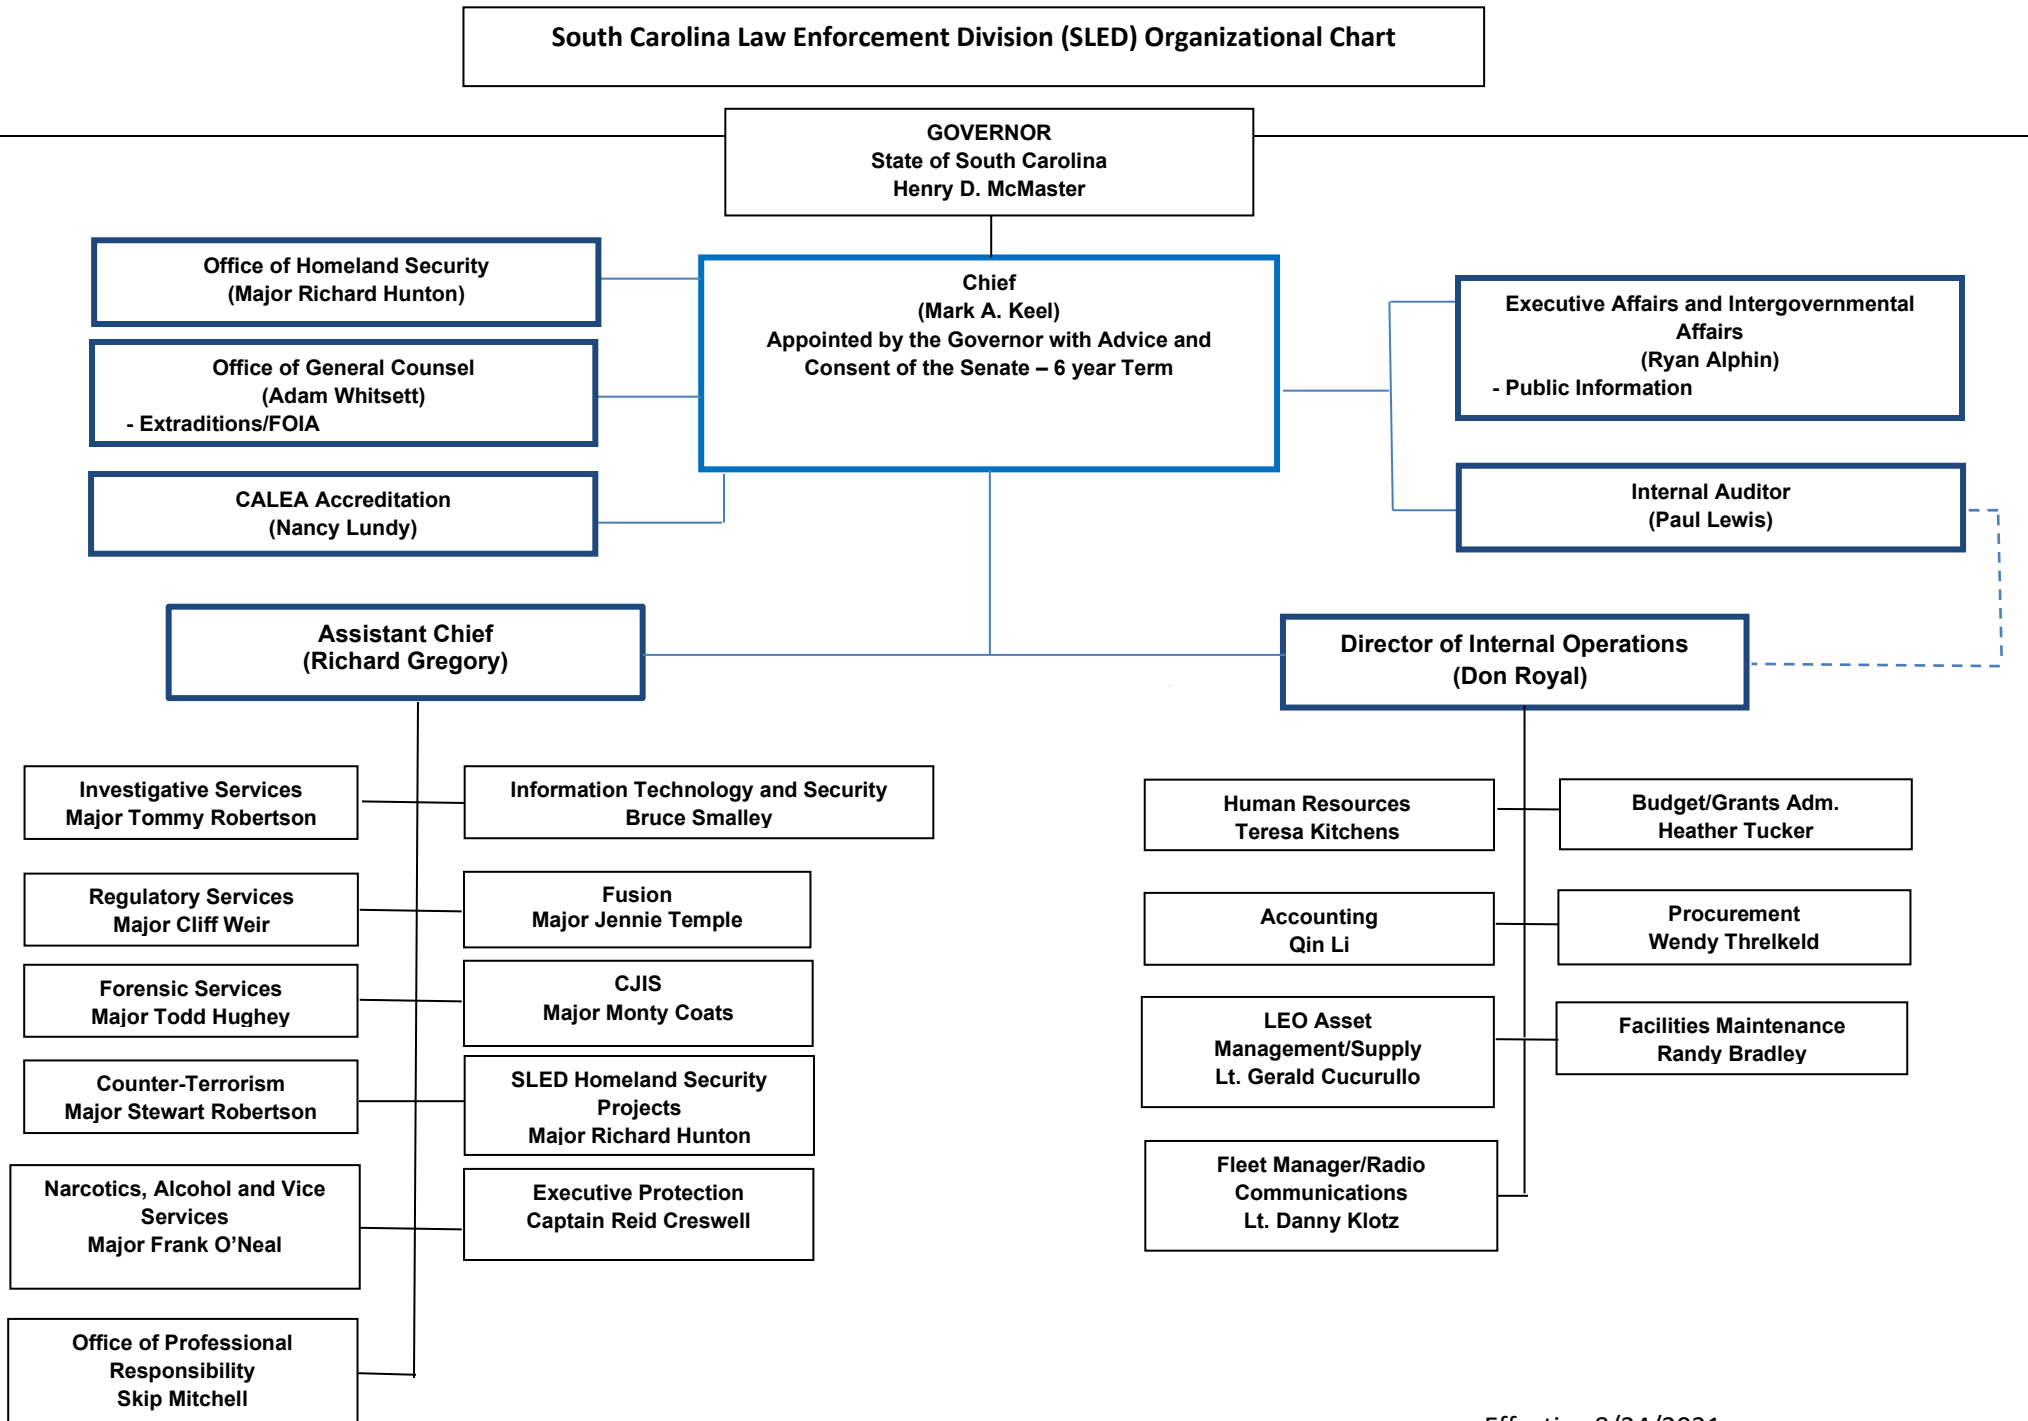 South Carolina Law Enforcement Division (SLED) Organizational Chart
GOVERNOR
State of South Carolina
Henry D. McMaster
Office of Homeland Security
(Major Richard Hunton)
Chief
(Mark A. Keel)
Appointed by the Governor with Advice and
Consent of the Senate – 6 year Term
Executive Affairs and Intergovernmental
Affairs
(Ryan Alphin)
- Public Information
Office of General Counsel
(Adam Whitsett)
- Extraditions/FOIA
CALEA Accreditation
(Nancy Lundy)
Internal Auditor
(Paul Lewis)
Assistant Chief
(Richard Gregory)
Director of Internal Operations
(Don Royal)
Investigative Services
Major Tommy Robertson
Information Technology and Security
Bruce Smalley
Regulatory Services
Major Cliff Weir
Fusion
Major Jennie Temple
Forensic Services
Major Todd Hughey
CJIS
Major Monty Coats
Counter-Terrorism
Major Stewart Robertson
SLED Homeland Security
Projects
Major Richard Hunton
Narcotics, Alcohol and Vice
Services
Major Frank O’Neal
Executive Protection
Captain Reid Creswell
Office of Professional
Responsibility
Skip Mitchell
Human Resources
Teresa Kitchens
Budget/Grants Adm.
Heather Tucker
Accounting
Qin Li
Procurement
Wendy Threlkeld
LEO Asset
Management/Supply
Lt. Gerald Cucurullo
Facilities Maintenance
Randy Bradley
Fleet Manager/Radio
Communications
Lt. Danny Klotz
Effective 8/24/2021